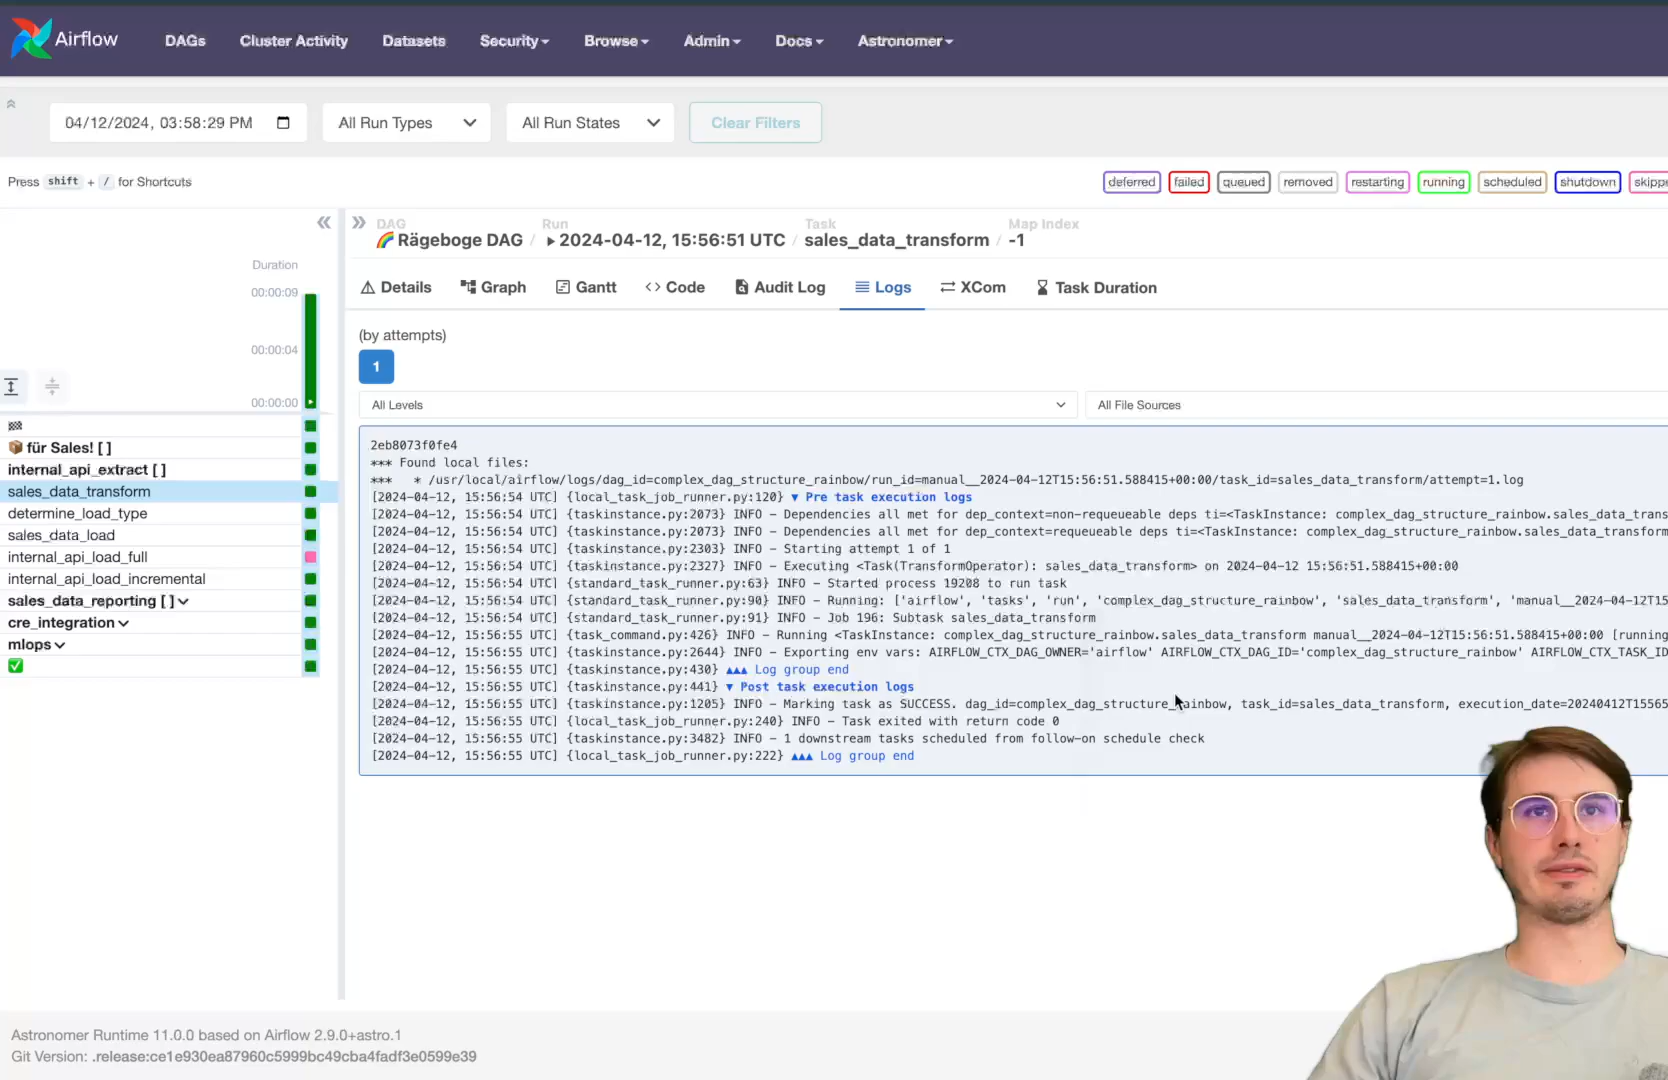 Airflow
DAGs
Cluster Activity
Datasets
Security
Browse
Admin
Docs
Astronomer
04/12/2024, 03:58:29 PM
All Run Types
All Run States
Clear Filters
Press shift + / for Shortcuts
deferred
failed
queued
removed
restarting
running
scheduled
shutdown
skippe
DAG
Run
Task
Map Index
Rägeboge DAG / 2024-04-12, 15:56:51 UTC / sales_data_transform / -1
Duration
00:00:09
00:00:04
00:00:00
Details
Graph
Gantt
Code
Audit Log
Logs
XCom
Task Duration
(by attempts)
1
All Levels
All File Sources
für Sales! [ ]
internal_api_extract [ ]
sales_data_transform
determine_load_type
sales_data_load
internal_api_load_full
internal_api_load_incremental
sales_data_reporting [ ]
cre_integration
mlops
2eb8073f0fe4
*** Found local files:
***   * /usr/local/airflow/logs/dag_id=complex_dag_structure_rainbow/run_id=manual__2024-04-12T15:56:51.588415+00:00/task_id=sales_data_transform/attempt=1.log
[2024-04-12, 15:56:54 UTC] {local_task_job_runner.py:120} ▼ Pre task execution logs
[2024-04-12, 15:56:54 UTC] {taskinstance.py:2073} INFO - Dependencies all met for dep_context=non-requeueable deps ti=<TaskInstance: complex_dag_structure_rainbow.sales_data_trans
[2024-04-12, 15:56:54 UTC] {taskinstance.py:2073} INFO - Dependencies all met for dep_context=requeueable deps ti=<TaskInstance: complex_dag_structure_rainbow.sales_data_transform
[2024-04-12, 15:56:54 UTC] {taskinstance.py:2303} INFO - Starting attempt 1 of 1
[2024-04-12, 15:56:54 UTC] {taskinstance.py:2327} INFO - Executing <Task(TransformOperator): sales_data_transform> on 2024-04-12 15:56:51.588415+00:00
[2024-04-12, 15:56:54 UTC] {standard_task_runner.py:63} INFO - Started process 19208 to run task
[2024-04-12, 15:56:54 UTC] {standard_task_runner.py:90} INFO - Running: ['airflow', 'tasks', 'run', 'complex_dag_structure_rainbow', 'sales_data_transform', 'manual__2024-04-12T15
[2024-04-12, 15:56:54 UTC] {standard_task_runner.py:91} INFO - Job 196: Subtask sales_data_transform
[2024-04-12, 15:56:55 UTC] {task_command.py:426} INFO - Running <TaskInstance: complex_dag_structure_rainbow.sales_data_transform manual__2024-04-12T15:56:51.588415+00:00 [running
[2024-04-12, 15:56:55 UTC] {taskinstance.py:2644} INFO - Exporting env vars: AIRFLOW_CTX_DAG_OWNER='airflow' AIRFLOW_CTX_DAG_ID='complex_dag_structure_rainbow' AIRFLOW_CTX_TASK_ID
[2024-04-12, 15:56:55 UTC] {taskinstance.py:430} ▲▲▲ Log group end
[2024-04-12, 15:56:55 UTC] {taskinstance.py:441} ▼ Post task execution logs
[2024-04-12, 15:56:55 UTC] {taskinstance.py:1205} INFO - Marking task as SUCCESS. dag_id=complex_dag_structure_rainbow, task_id=sales_data_transform, execution_date=20240412T15565
[2024-04-12, 15:56:55 UTC] {local_task_job_runner.py:240} INFO - Task exited with return code 0
[2024-04-12, 15:56:55 UTC] {taskinstance.py:3482} INFO - 1 downstream tasks scheduled from follow-on schedule check
[2024-04-12, 15:56:55 UTC] {local_task_job_runner.py:222} ▲▲▲ Log group end
Astronomer Runtime 11.0.0 based on Airflow 2.9.0+astro.1
Git Version: .release:ce1e930ea87960c5999bc49cba4fadf3e0599e39